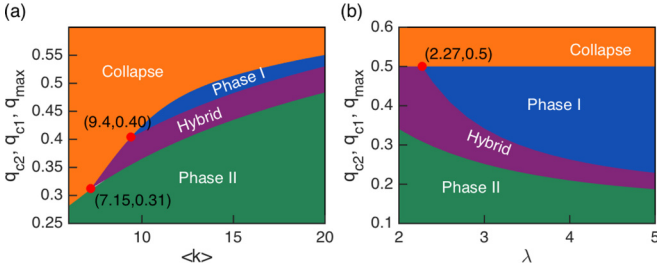 (a)
q_c2, q_c1, q_max
0.55
0.5
0.45
0.4
0.35
0.3
0.25
Collapse
Phase I
(9.4,0.40)
Hybrid
Phase II
(7.15,0.31)
10
15
20
<k>
(b)
q_c2, q_c1, q_max
0.6
0.5
0.4
0.3
0.2
0.1
Collapse
(2.27,0.5)
Phase I
Hybrid
Phase II
2
3
4
5
λ